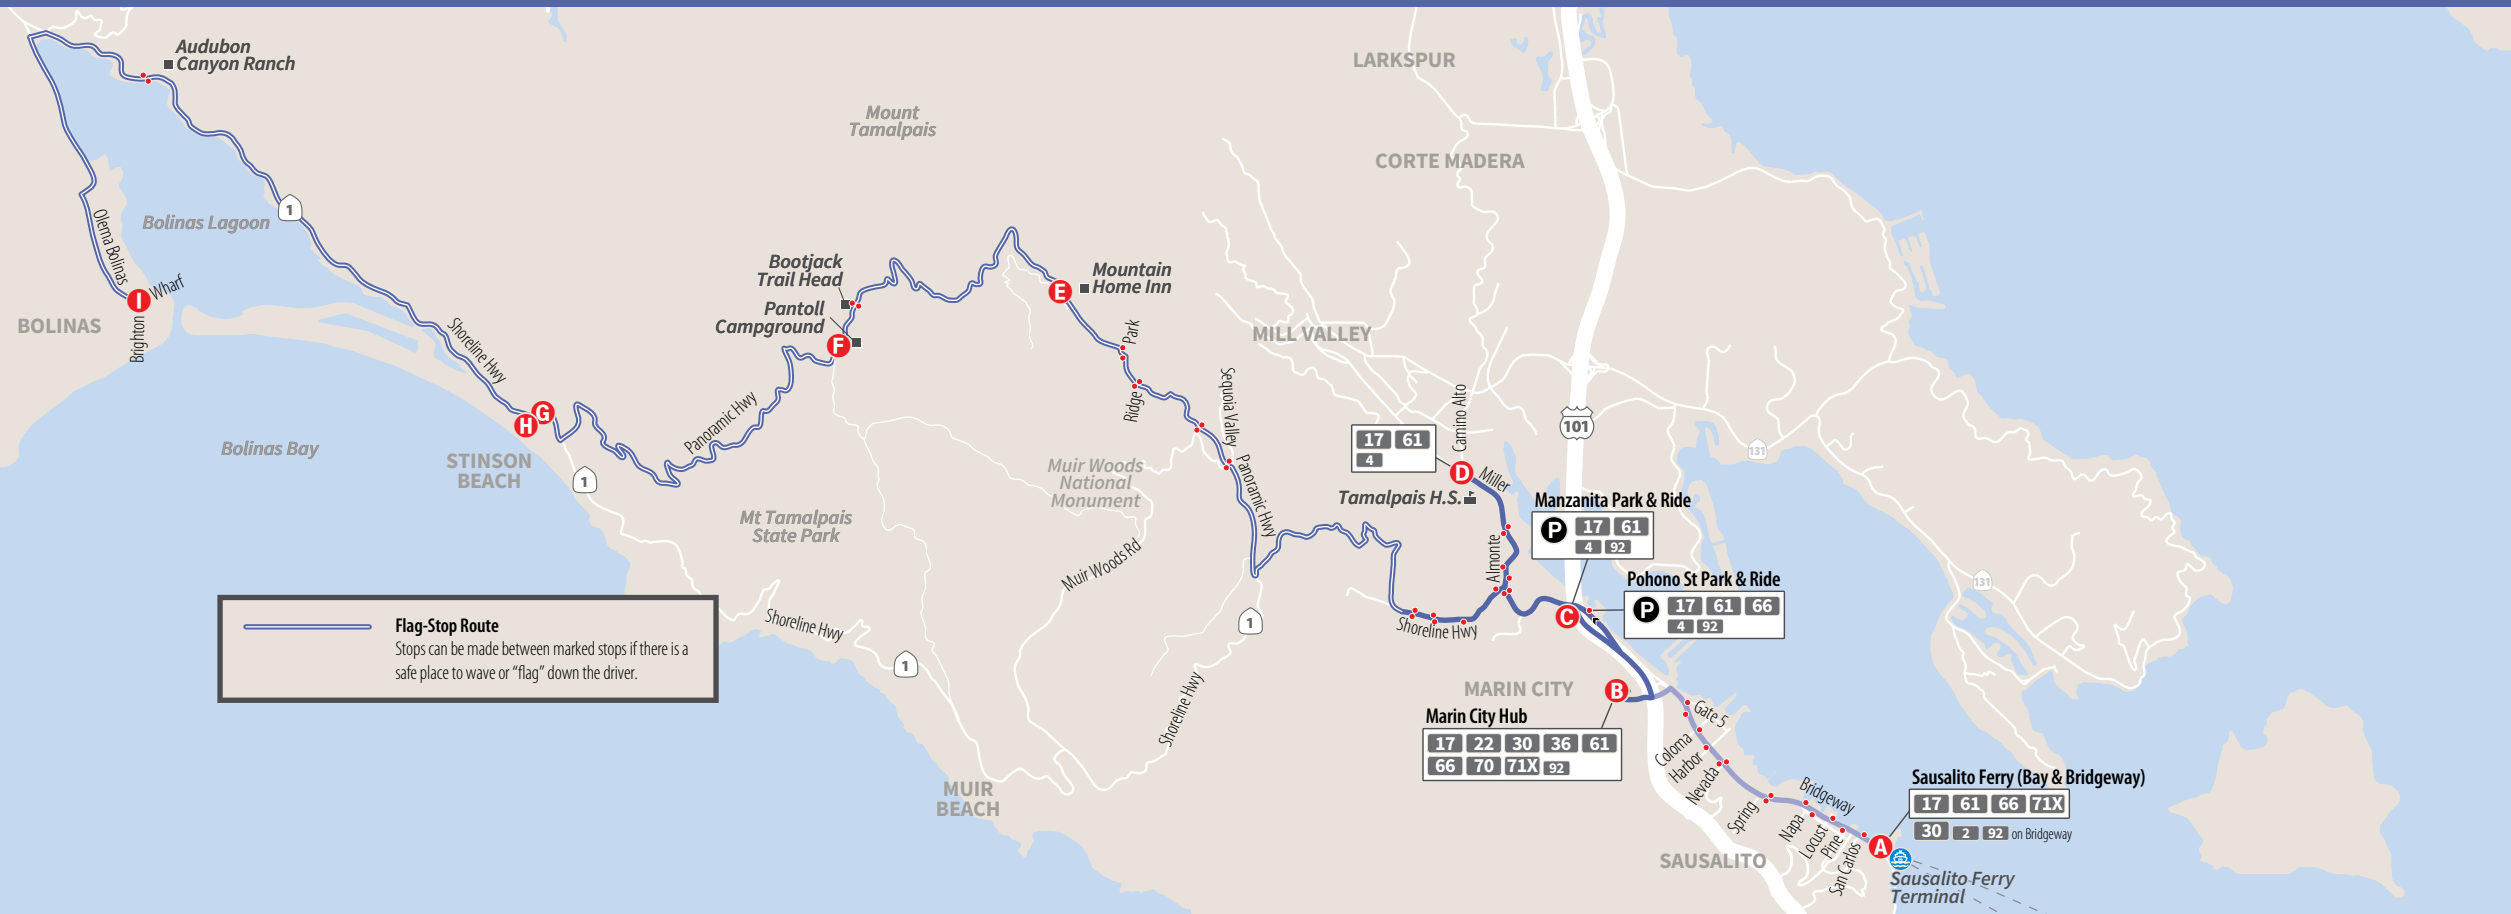 Audubon
Canyon Ranch
LARKSPUR
Mount
Tamalpais
CORTE MADERA
Bolinas Lagoon
1
Olema Bolinas
Wharf
I
BOLINAS
Brighton
Shoreline Hwy
Bootjack
Trail Head
Pantoll
Campground
F
E
Mountain
Home Inn
Park
Ridge
MILL VALLEY
Sequoia Valley
Panoramic Hwy
Panoramic Hwy
G
H
Bolinas Bay
STINSON
BEACH
1
Muir Woods
National
Monument
Mt Tamalpais
State Park
Muir Woods Rd
Camino Alto
101
131
17 61
4
D
Miller
Tamalpais H.S.
Manzanita Park & Ride
P 17 61
4 92
Almonte
Pohono St Park & Ride
P 17 61 66
4 92
131
C
Shoreline Hwy
1
Flag-Stop Route
Stops can be made between marked stops if there is a
safe place to wave or “flag” down the driver.
Shoreline Hwy
1
Shoreline Hwy
MUIR
BEACH
MARIN CITY
B
Marin City Hub
17 22 30 36 61
66 70 71X 92
Gate 5
Coloma
Harbor
Nevada
Spring
Bridgeway
Napa
Locust
Pine
San Carlos
SAUSALITO
Sausalito Ferry (Bay & Bridgeway)
17 61 66 71X
30 2 92 on Bridgeway
A
Sausalito Ferry
Terminal